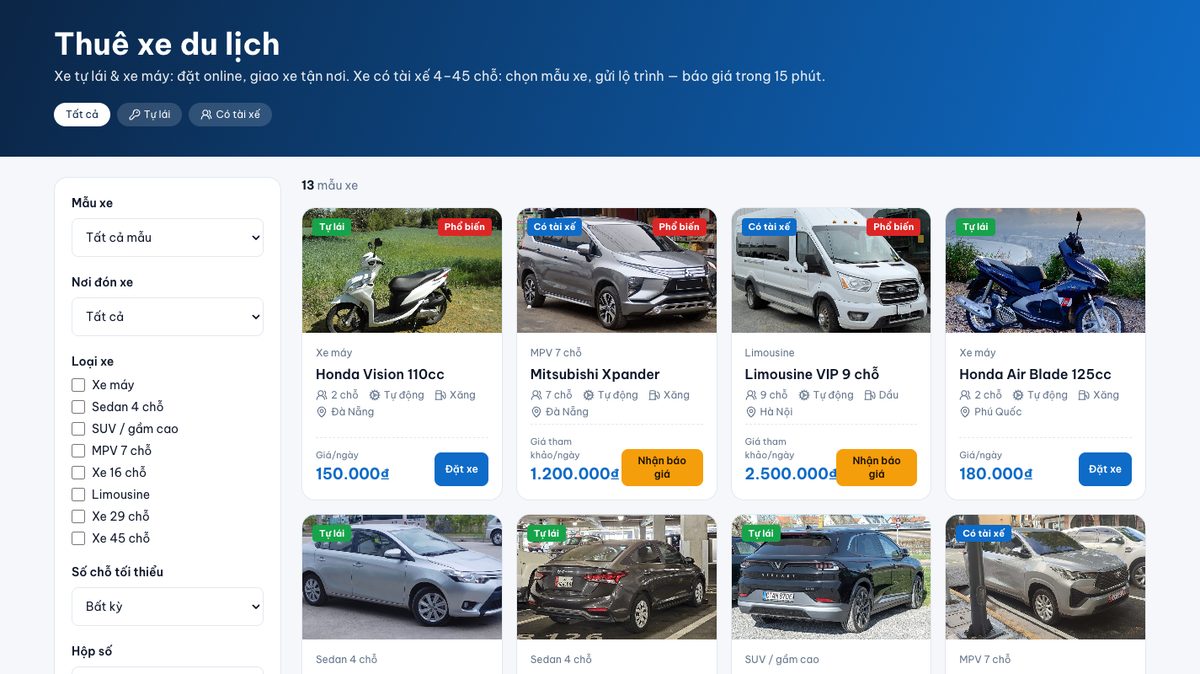 Thuê xe du lịch
Xe tự lái & xe máy: đặt online, giao xe tận nơi. Xe có tài xế 4–45 chỗ: chọn mẫu xe, gửi lộ trình — báo giá trong 15 phút.
Tất cả
Tự lái
Có tài xế
Mẫu xe
Tất cả mẫu
Nơi đón xe
Tất cả
Loại xe
Xe máy
Sedan 4 chỗ
SUV / gầm cao
MPV 7 chỗ
Xe 16 chỗ
Limousine
Xe 29 chỗ
Xe 45 chỗ
Số chỗ tối thiểu
Bất kỳ
Hộp số
13 mẫu xe
Tự lái
Phổ biến
Xe máy
Honda Vision 110cc
2 chỗ
Tự động
Xăng
Đà Nẵng
Giá/ngày
150.000₫
Đặt xe
Có tài xế
Phổ biến
MPV 7 chỗ
Mitsubishi Xpander
7 chỗ
Tự động
Xăng
Đà Nẵng
Giá tham
khảo/ngày
1.200.000₫
Nhận báo
giá
Có tài xế
Phổ biến
Limousine
Limousine VIP 9 chỗ
9 chỗ
Tự động
Dầu
Hà Nội
Giá tham
khảo/ngày
2.500.000₫
Nhận báo
giá
Tự lái
Xe máy
Honda Air Blade 125cc
2 chỗ
Tự động
Xăng
Phú Quốc
Giá/ngày
180.000₫
Đặt xe
Tự lái
Sedan 4 chỗ
Tự lái
Sedan 4 chỗ
Tự lái
SUV / gầm cao
Có tài xế
MPV 7 chỗ